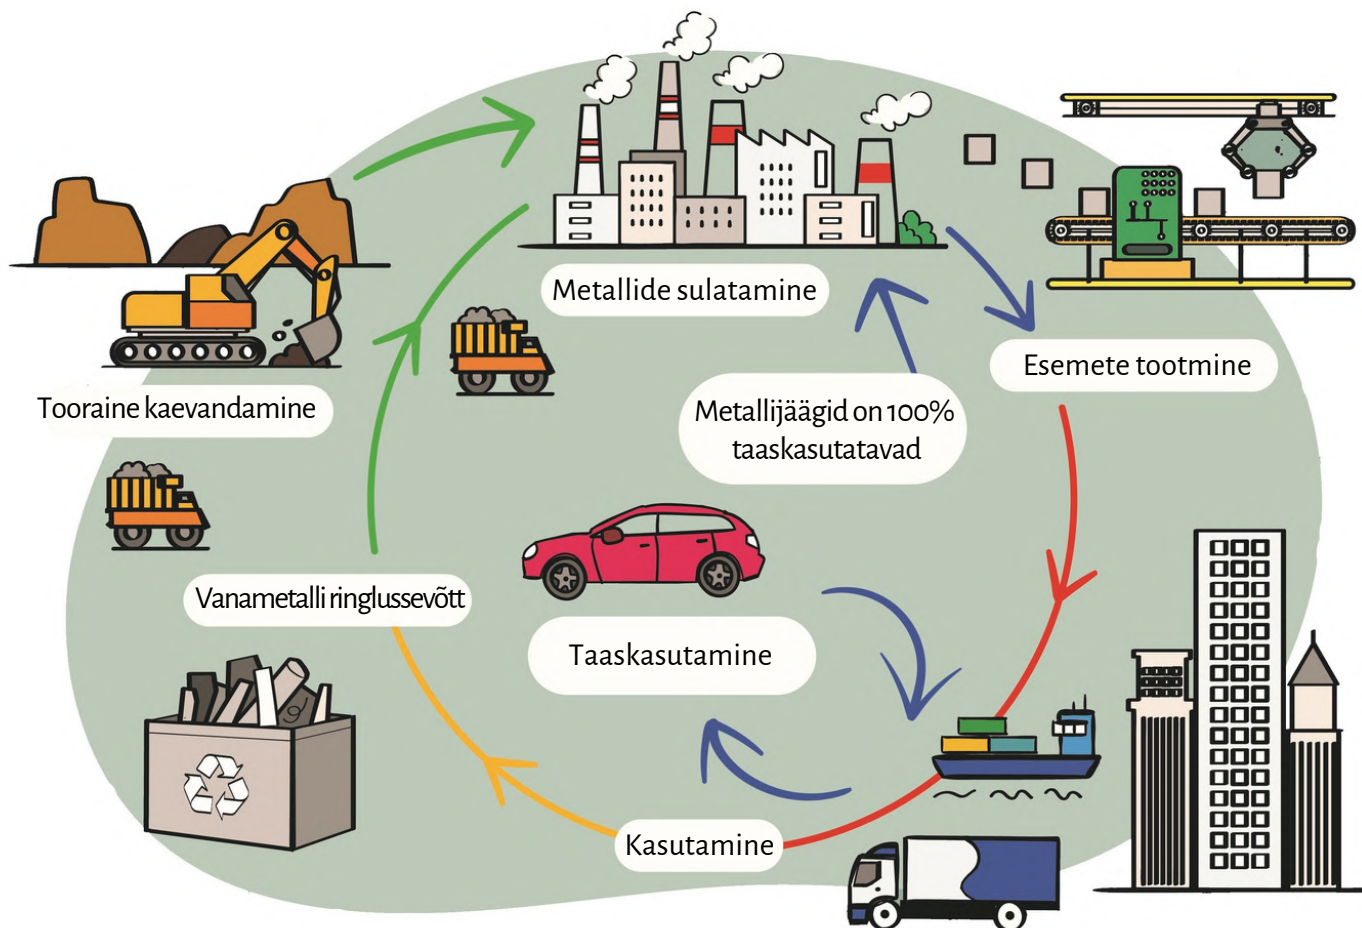 Metallide sulatamine
Esemete tootmine
Tooraine kaevandamine
Metallijäägid on 100%
taaskasutatavad
Vanametalli ringlussevõtt
Taaskasutamine
Kasutamine